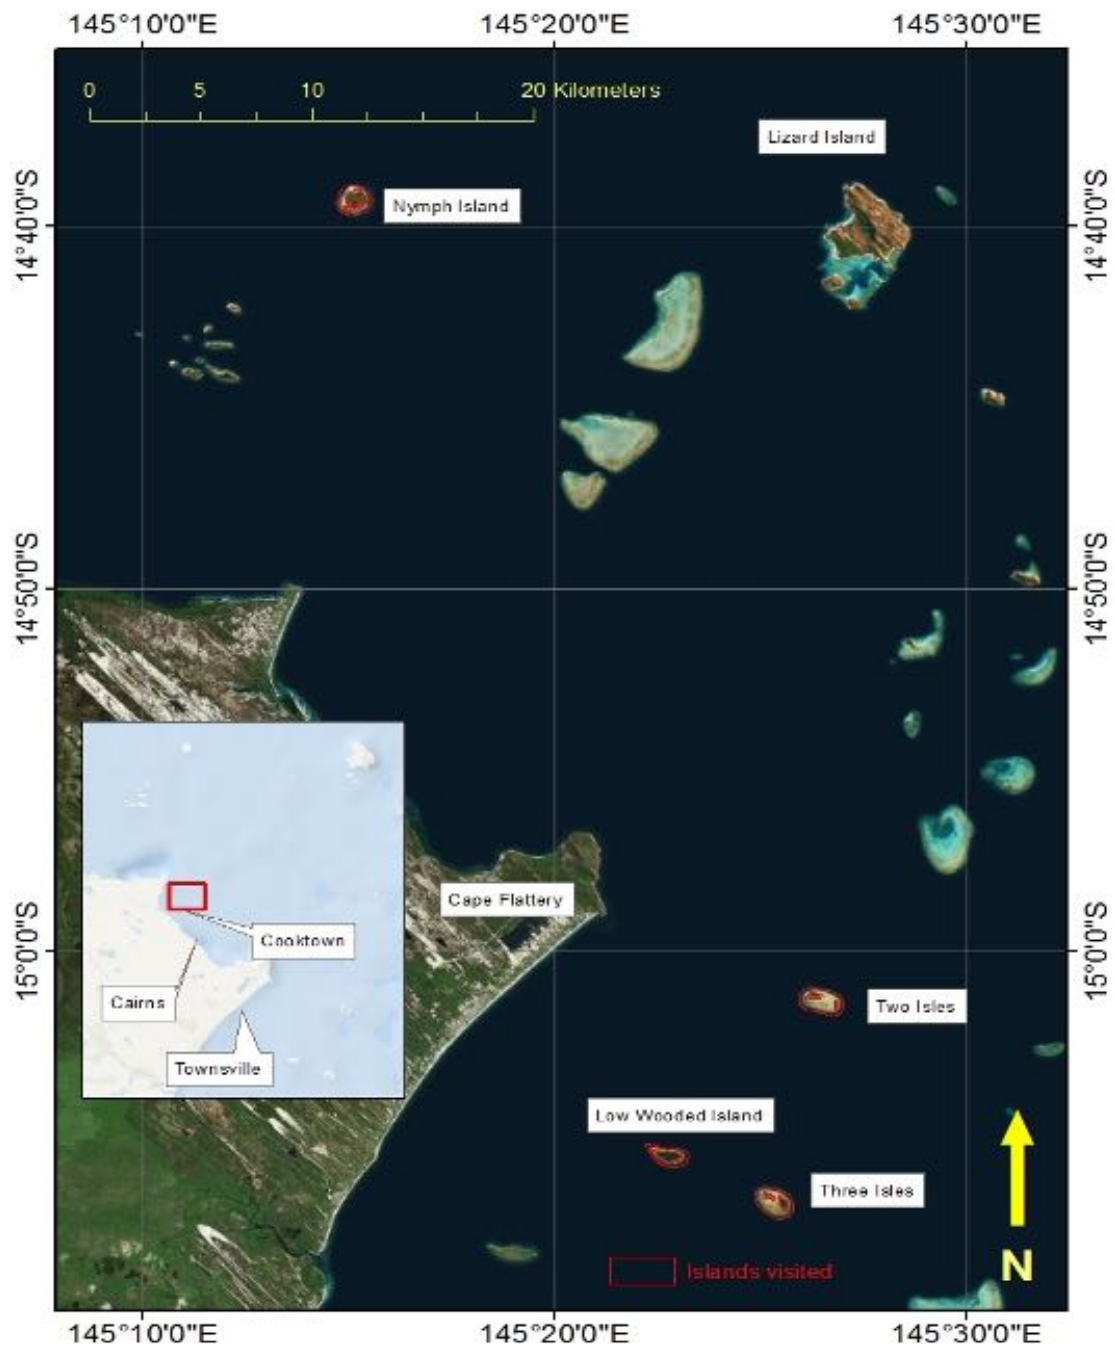 145°10'0"E 145°20'0"E 145°30'0"E
0 5 10 20 Kilometers
Lizard Island
Nymph Island
14°40'0"S 14°40'0"S
14°50'0"S 14°50'0"S
Cape Flattery
Cooktown
15°0'0"S 15°0'0"S
Cairns
Two Isles
Townsville
Low Wooded Island
Three Isles
N
Islands visited
145°10'0"E 145°20'0"E 145°30'0"E